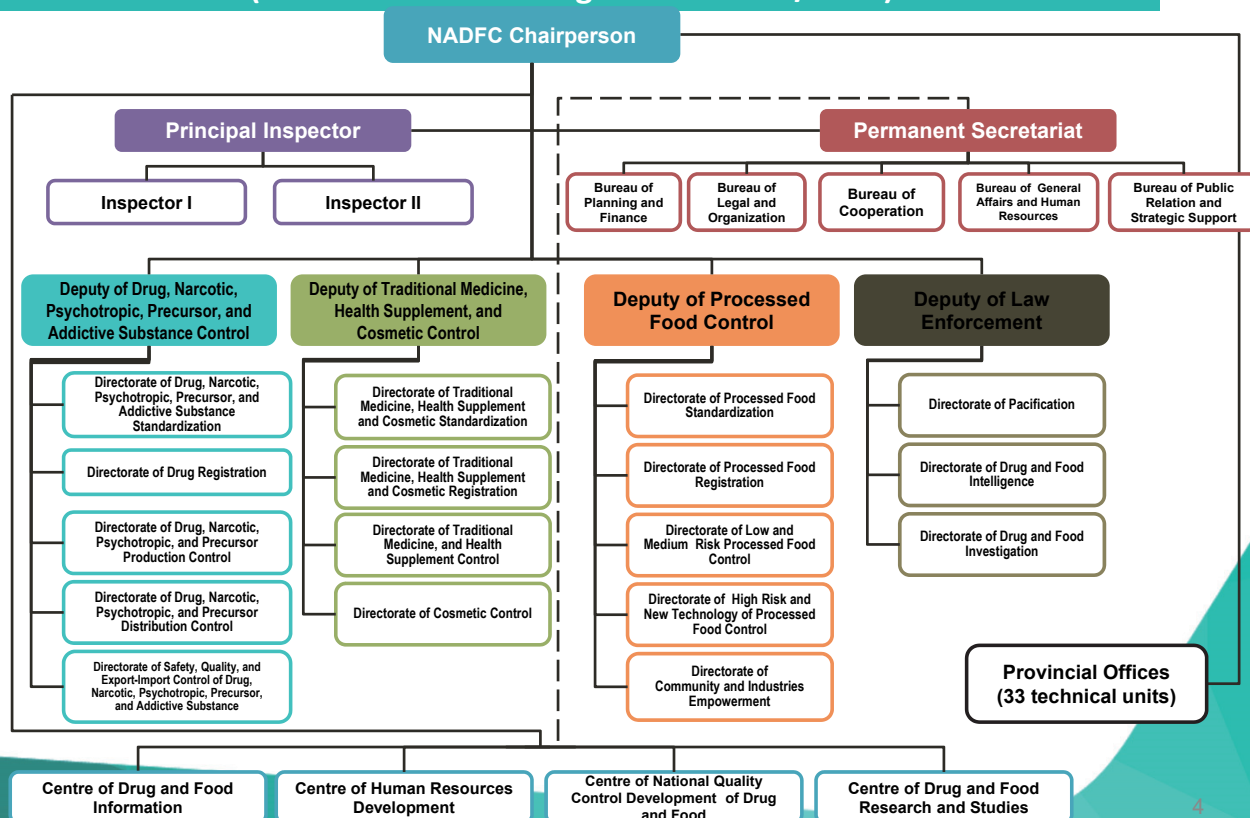 NADFC Chairperson
Principal Inspector
Permanent Secretariat
Inspector I
Inspector II
Bureau of
Planning and
Finance
Bureau of
Legal and
Organization
Bureau of
Cooperation
Bureau of General
Affairs and Human
Resources
Bureau of Public
Relation and
Strategic Support
Deputy of Drug, Narcotic,
Psychotropic, Precursor, and
Addictive Substance Control
Deputy of Traditional Medicine,
Health Supplement, and
Cosmetic Control
Deputy of Processed
Food Control
Deputy of Law
Enforcement
Directorate of Drug, Narcotic,
Psychotropic, Precursor, and
Addictive Substance
Standardization
Directorate of Drug Registration
Directorate of Drug, Narcotic,
Psychotropic, and Precursor
Production Control
Directorate of Drug, Narcotic,
Psychotropic, and Precursor
Distribution Control
Directorate of Safety, Quality, and
Export-Import Control of Drug,
Narcotic, Psychotropic, Precursor,
and Addictive Substance
Directorate of Traditional
Medicine, Health Supplement
and Cosmetic Standardization
Directorate of Traditional
Medicine, Health Supplement
and Cosmetic Registration
Directorate of Traditional
Medicine, and Health
Supplement Control
Directorate of Cosmetic Control
Directorate of Processed Food
Standardization
Directorate of Processed Food
Registration
Directorate of Low and
Medium Risk Processed Food
Control
Directorate of High Risk and
New Technology of Processed
Food Control
Directorate of
Community and Industries
Empowerment
Directorate of Pacification
Directorate of Drug and Food
Intelligence
Directorate of Drug and Food
Investigation
Provincial Offices
(33 technical units)
Centre of Drug and Food
Information
Centre of Human Resources
Development
Centre of National Quality
Control Development of Drug
and Food
Centre of Drug and Food
Research and Studies
4